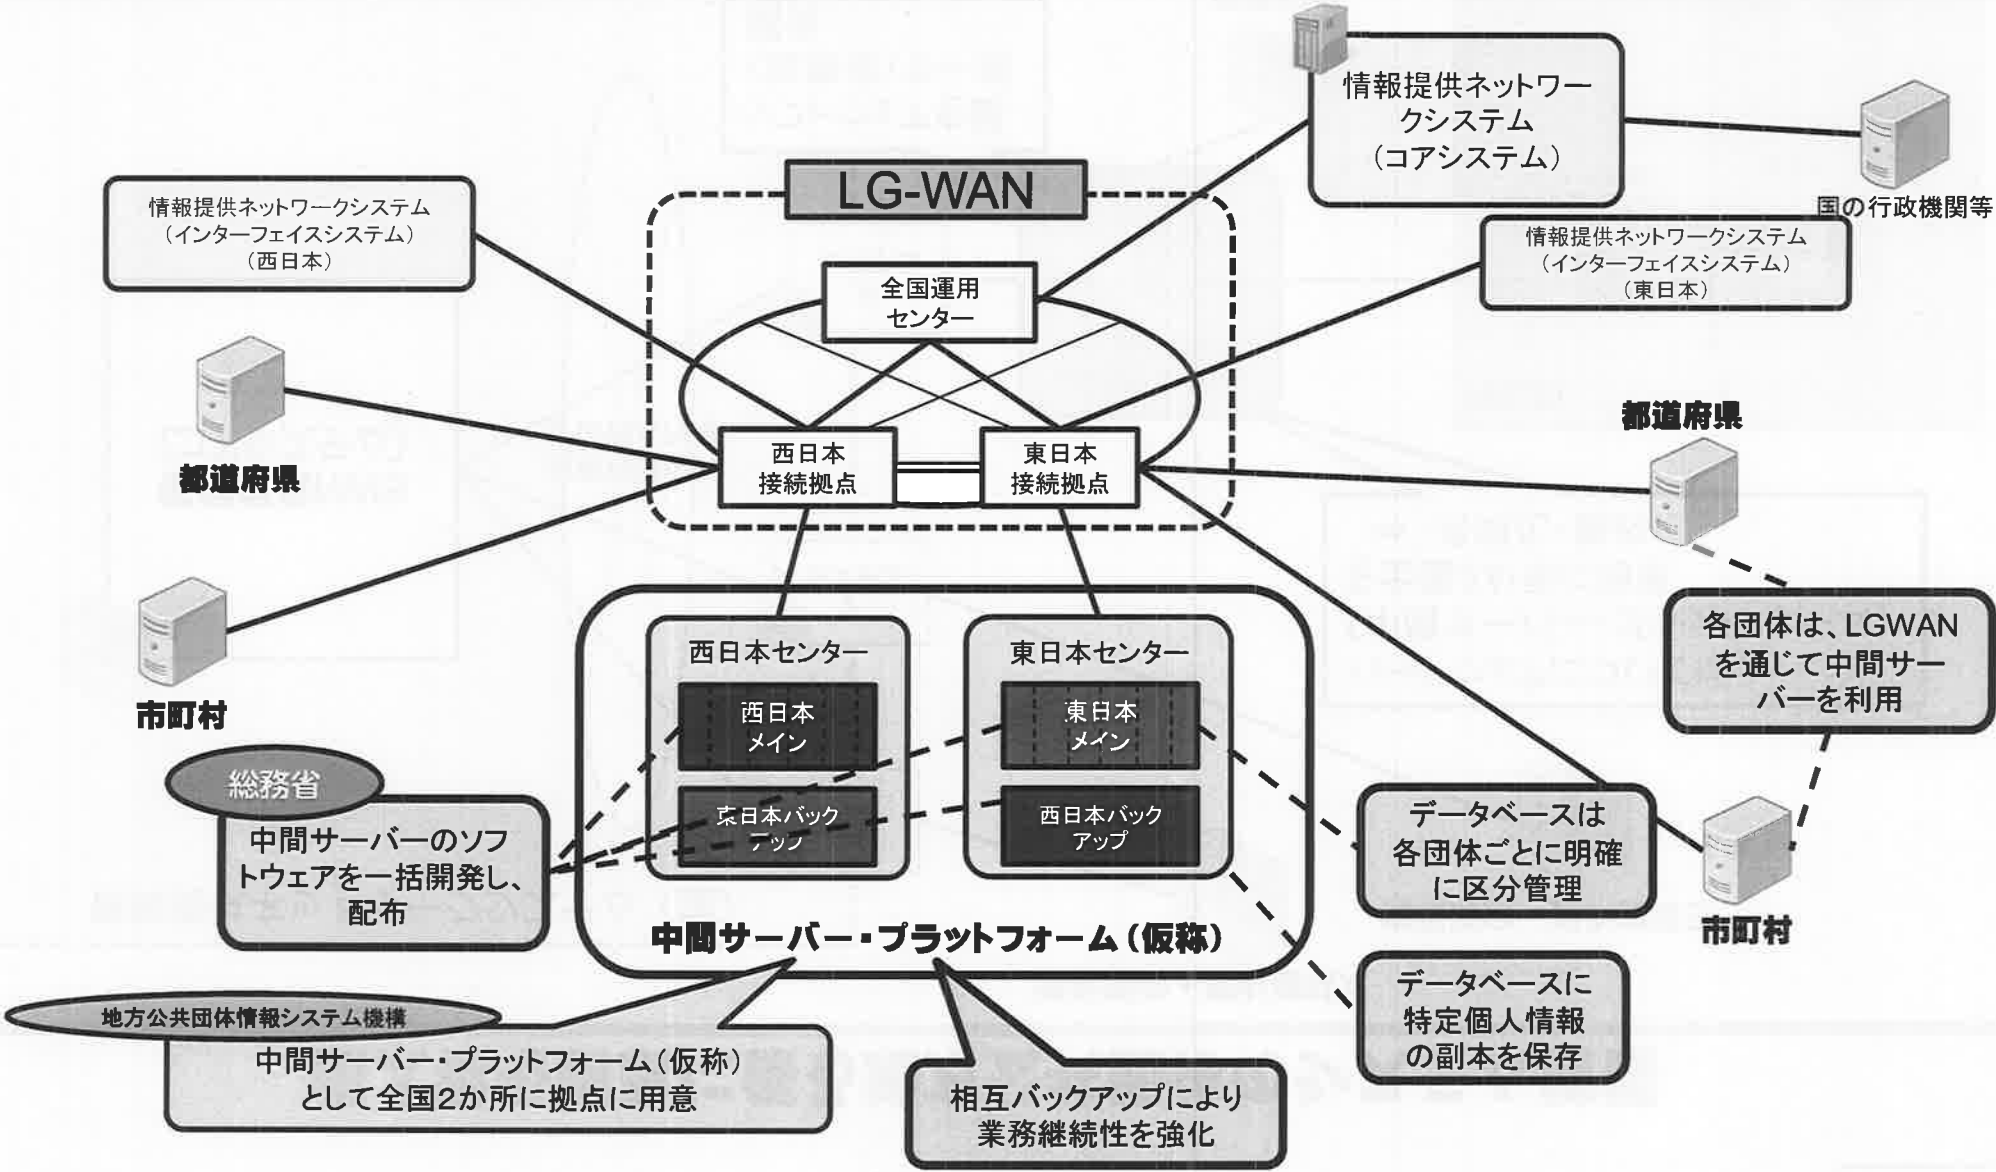 情報提供ネットワー
クシステム
（コアシステム）
国の行政機関等
LG-WAN
情報提供ネットワークシステム
（インターフェイスシステム）
（西日本）
情報提供ネットワークシステム
（インターフェイスシステム）
（東日本）
全国運用
センター
西日本
接続拠点
東日本
接続拠点
都道府県
都道府県
市町村
各団体は、LGWAN
を通じて中間サー
バーを利用
西日本センター
西日本
メイン
東日本バック
アップ
東日本センター
東日本
メイン
西日本バック
アップ
中間サーバー・プラットフォーム（仮称）
総務省
中間サーバーのソフ
トウェアを一括開発し、
配布
データベースは
各団体ごとに明確
に区分管理
市町村
データベースに
特定個人情報
の副本を保存
地方公共団体情報システム機構
中間サーバー・プラットフォーム（仮称）
として全国２か所に拠点に用意
相互バックアップにより
業務継続性を強化